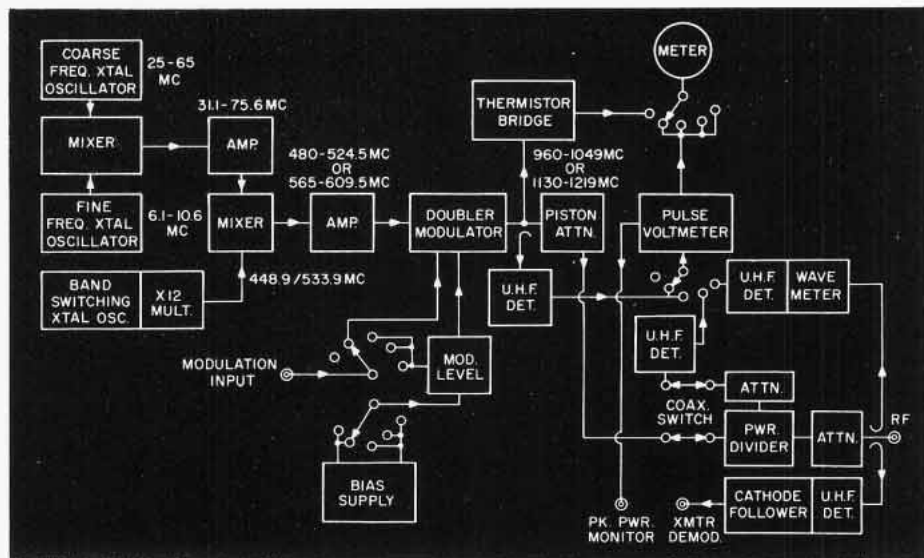 COARSE
FREQ. XTAL
OSCILLATOR
25-65
MC
MIXER
FINE
FREQ. XTAL
OSCILLATOR
6.1-10.6
MC
31.1-75.6 MC
AMP.
MIXER
448.9/533.9 MC
BAND
SWITCHING
XTAL OSC.
X12
MULT.
480-524.5 MC
OR
565-609.5 MC
AMP.
DOUBLER
MODULATOR
THERMISTOR
BRIDGE
METER
960-1049 MC
OR
1130-1219 MC
PISTON
ATTN.
PULSE
VOLTMETER
U.H.F.
DET.
U.H.F.
DET.
WAVE
METER
U.H.F.
DET.
MODULATION
INPUT
MOD.
LEVEL
BIAS
SUPPLY
ATTN.
COAX.
SWITCH
PWR.
DIVIDER
ATTN.
RF
CATHODE
FOLLOWER
U.H.F.
DET.
PK. PWR.
MONITOR
XMTR
DEMOD.